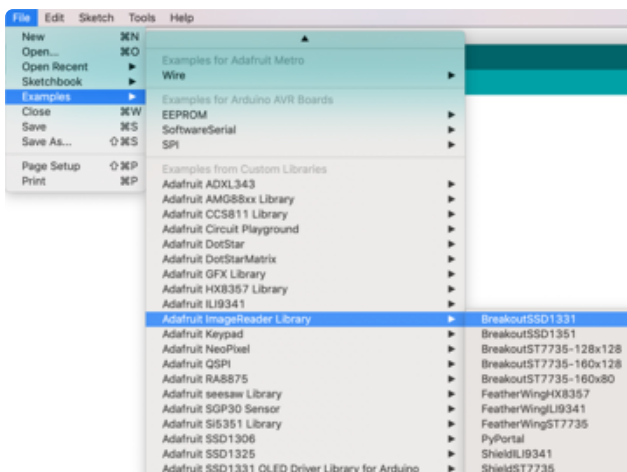 File Edit Sketch Tools Help
New ⌘N
Open... ⌘O
Open Recent
Sketchbook
Examples
Close ⌘W
Save ⌘S
Save As... ⇧⌘S
Page Setup ⇧⌘P
Print ⌘P
Examples for Adafruit Metro
Wire
Examples for Arduino AVR Boards
EEPROM
SoftwareSerial
SPI
Examples from Custom Libraries
Adafruit ADXL343
Adafruit AMG88xx Library
Adafruit CCS811 Library
Adafruit Circuit Playground
Adafruit DotStar
Adafruit DotStarMatrix
Adafruit GFX Library
Adafruit HX8357 Library
Adafruit ILI9341
Adafruit ImageReader Library
Adafruit Keypad
Adafruit NeoPixel
Adafruit QSPI
Adafruit RA8875
Adafruit seesaw Library
Adafruit SGP30 Sensor
Adafruit Si5351 Library
Adafruit SSD1306
Adafruit SSD1325
Adafruit SSD1331 OLED Driver Library for Arduino
BreakoutSSD1331
BreakoutSSD1351
BreakoutST7735-128x128
BreakoutST7735-160x128
BreakoutST7735-160x80
FeatherWingHX8357
FeatherWingILI9341
FeatherWingST7735
PyPortal
ShieldILI9341
ShieldST7735